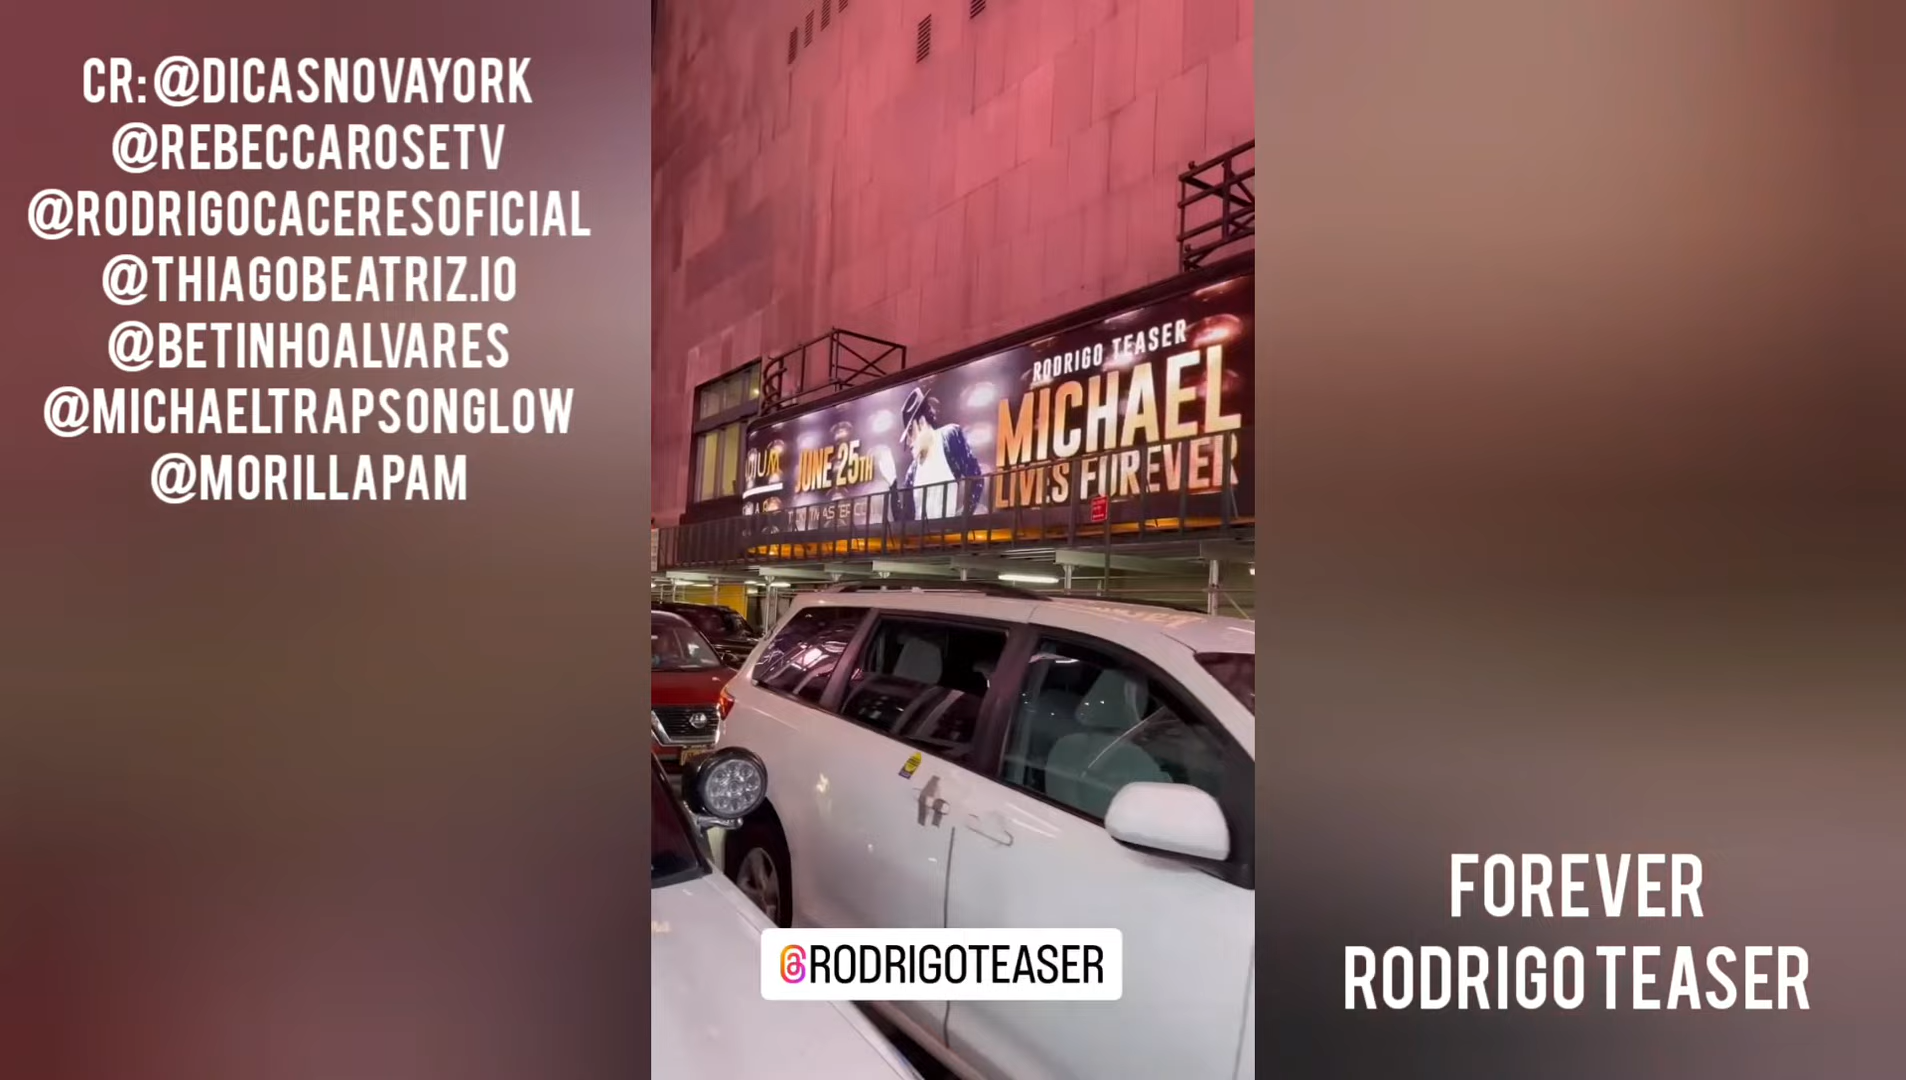 CR: @DICASNOVAYORK
@REBECCAROSETV
@RODRIGOCACERESOFICIAL
@THIAGOBEATRIZ.IO
@BETINHOALVARES
@MICHAELTRAPSONGLOW
@MORILLAPAM
RODRIGO TEASER
MICHAEL
LIVES FOREVER
JUNE 25TH
@RODRIGOTEASER
FOREVER
RODRIGO TEASER